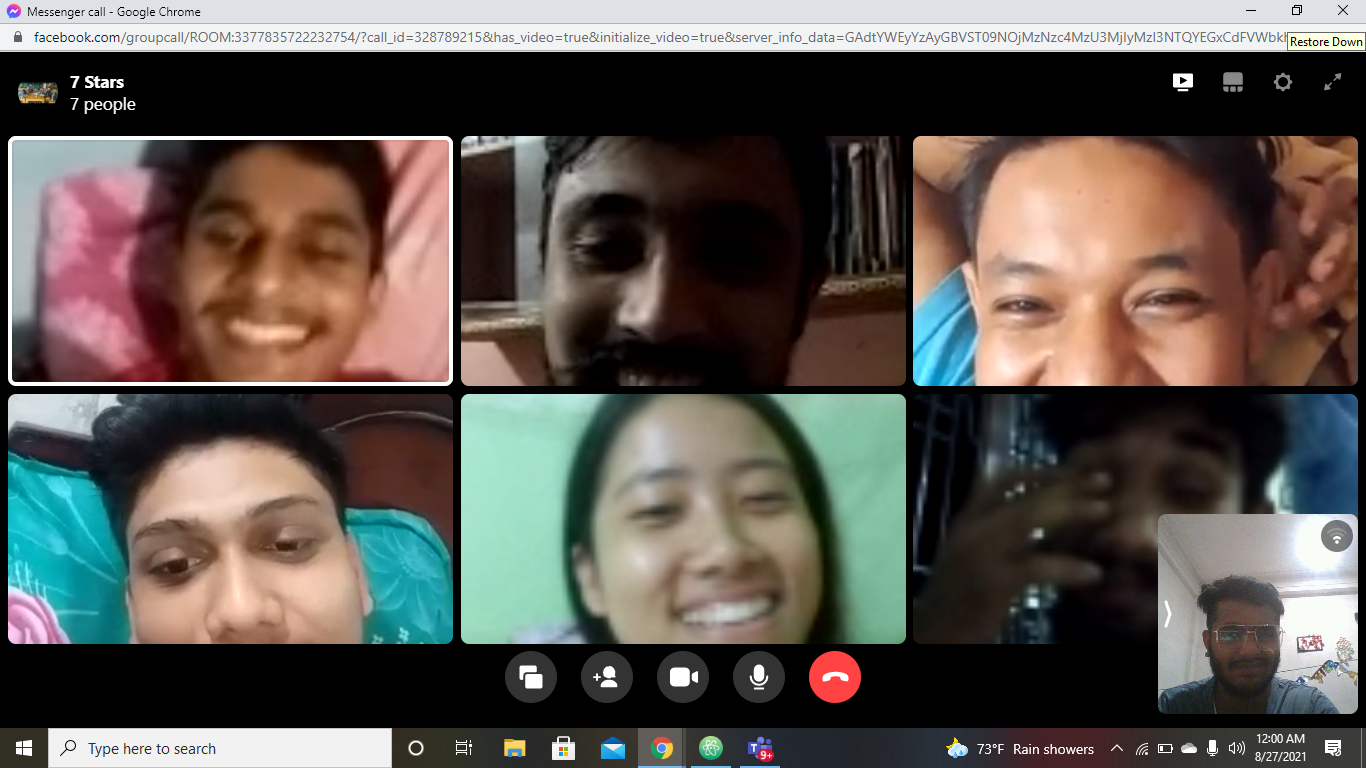 Messenger call - Google Chrome
facebook.com/groupcall/ROOM:3377835722232754/?call_id=328789215&has_video=true&initialize_video=true&server_info_data=GAdtYWEyYzAyGBVST09NOjMzNzc4MzU3MjIyMzI3NTQYEGxCdFVWbkl
Restore Down
7 Stars
7 people
Type here to search
9+
73°F Rain showers
12:00 AM
8/27/2021